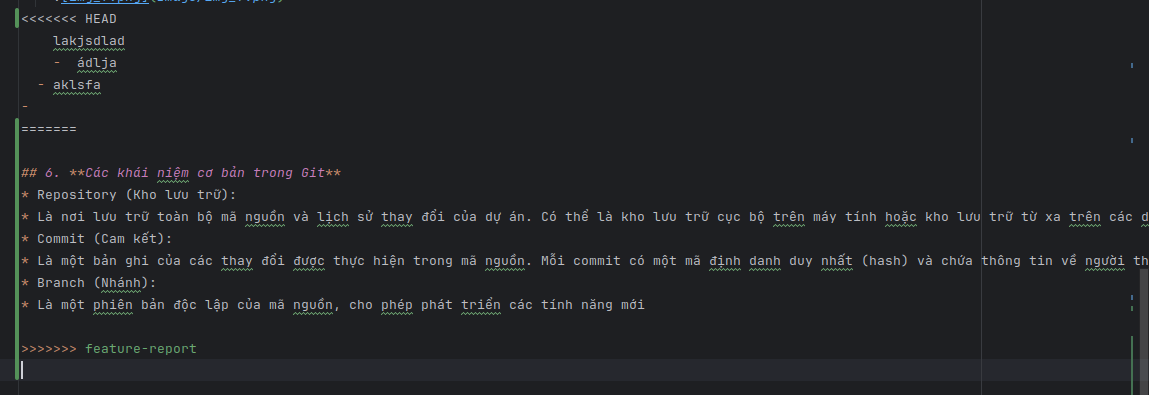 <<<<<<< HEAD
lakjsdlad
- ádlja
- aklsfa
-
=======
## 6. **Các khái niệm cơ bản trong Git**
* Repository (Kho lưu trữ):
* Là nơi lưu trữ toàn bộ mã nguồn và lịch sử thay đổi của dự án. Có thể là kho lưu trữ cục bộ trên máy tính hoặc kho lưu trữ từ xa trên các
* Commit (Cam kết):
* Là một bản ghi của các thay đổi được thực hiện trong mã nguồn. Mỗi commit có một mã định danh duy nhất (hash) và chứa thông tin về người
* Branch (Nhánh):
* Là một phiên bản độc lập của mã nguồn, cho phép phát triển các tính năng mới
>>>>>>> feature-report